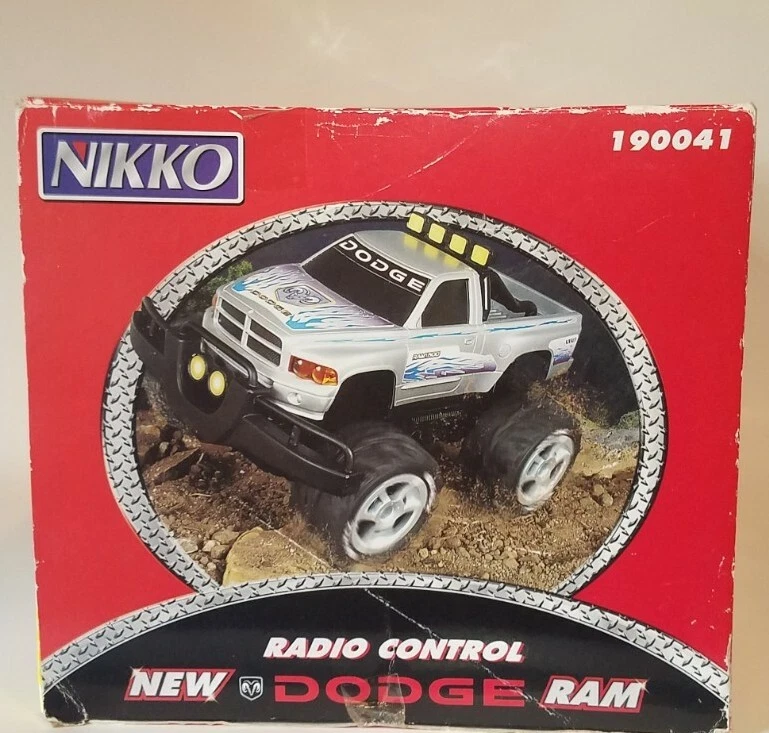 NIKKO
190041
DODGE
DODGE
RADIO CONTROL
NEW DODGE RAM